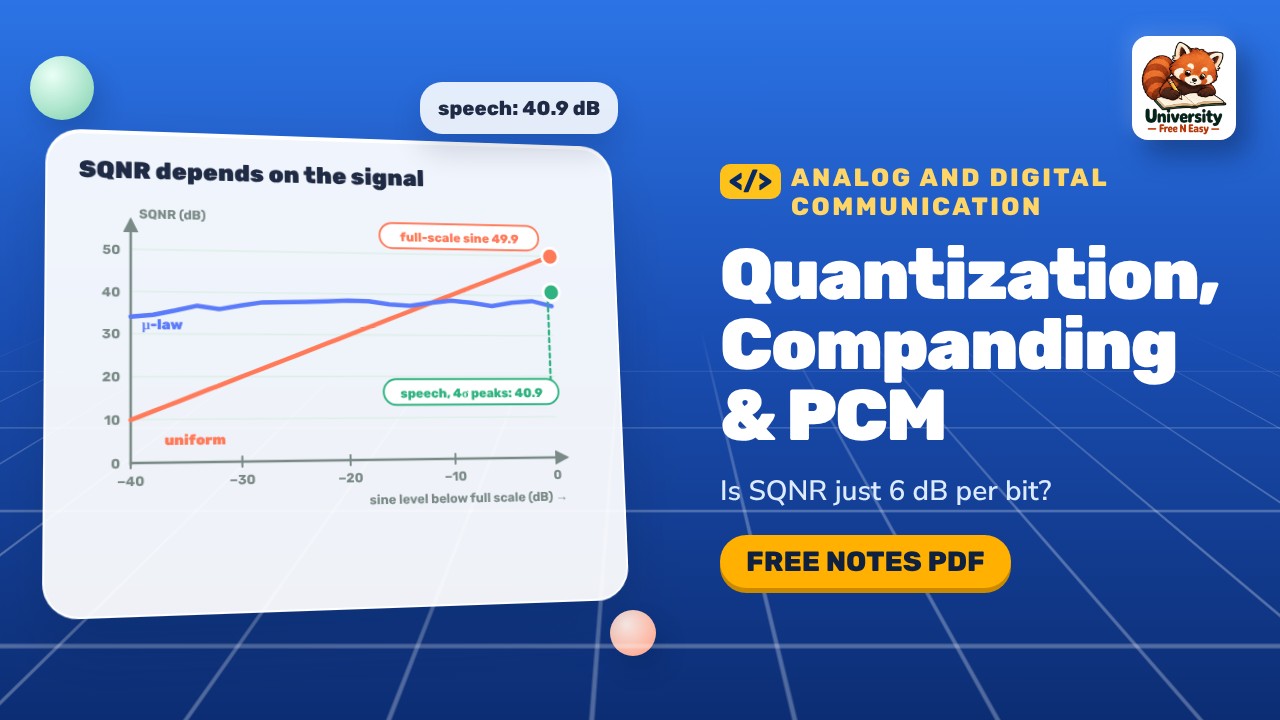 speech: 40.9 dB
SQNR depends on the signal
SQNR (dB)
full-scale sine 49.9
50
40
30
20
10
0
μ-law
speech, 4σ peaks: 40.9
uniform
−40
−30
−20
−10
0
sine level below full scale (dB) →
University
— Free N Easy —
</> ANALOG AND DIGITAL
COMMUNICATION
Quantization,
Companding
& PCM
Is SQNR just 6 dB per bit?
FREE NOTES PDF